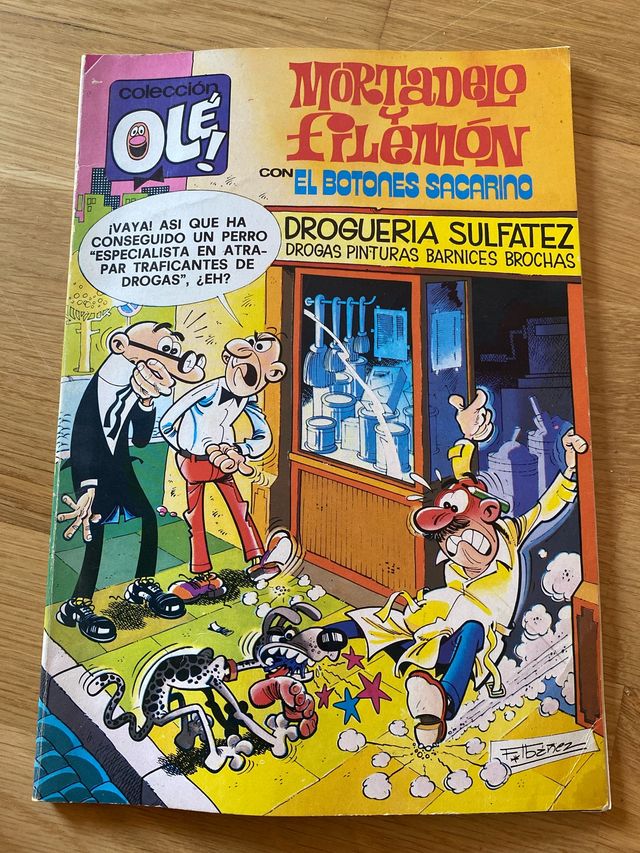 colección
OLÉ!
MORTADELO
Y
FILEMÓN
CON EL BOTONES SACARINO
¡VAYA! ASI QUE HA
CONSEGUIDO UN PERRO
"ESPECIALISTA EN ATRA-
PAR TRAFICANTES DE
DROGAS", ¿EH?
DROGUERIA SULFATEZ
DROGAS PINTURAS BARNICES BROCHAS
F. Ibáñez